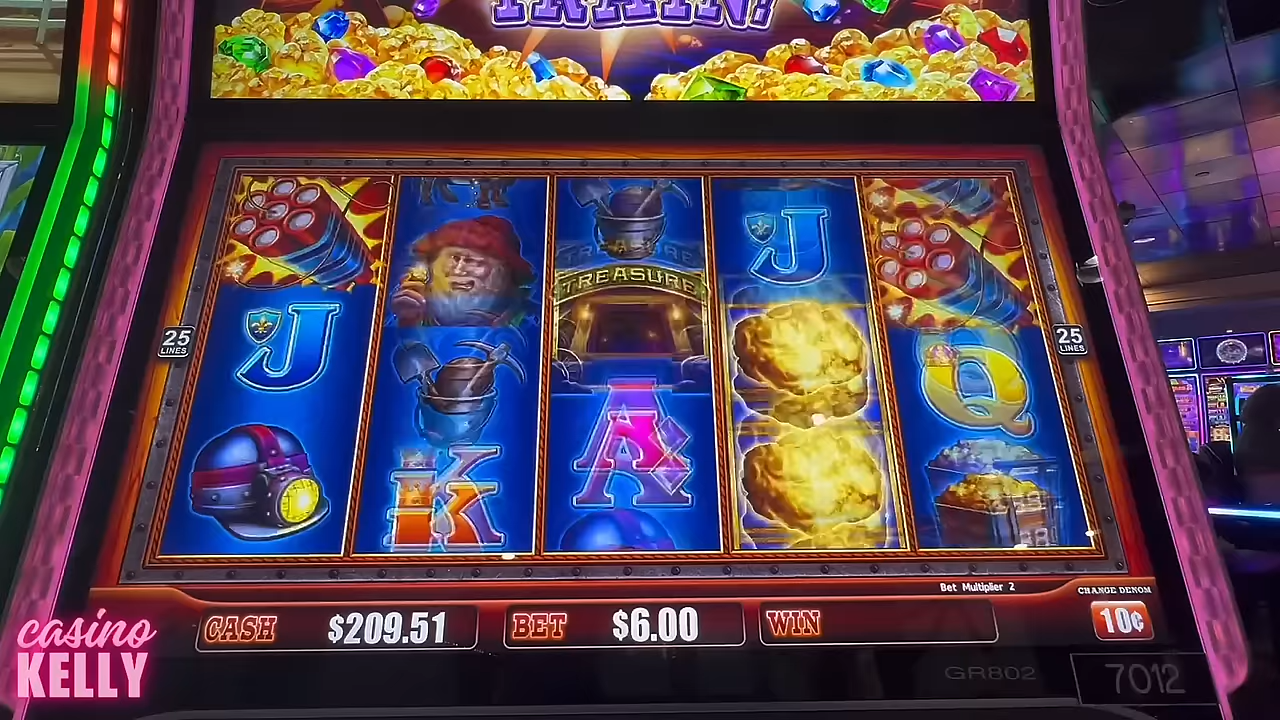 TRAIN!
J
TREASURE
25
LINES
J
25
LINES
Q
A
K
Bet Multiplier 2
CHANGE DENOM
CASH $209.51
BET $6.00
WIN
10¢
casino
KELLY
GR802
7012